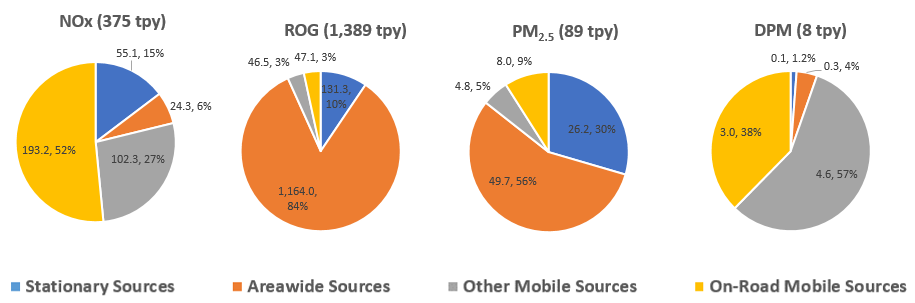 NOx (375 tpy)
55.1, 15%
24.3, 6%
102.3, 27%
193.2, 52%
ROG (1,389 tpy)
46.5, 3%
47.1, 3%
131.3,
10%
1,164.0,
84%
PM2.5 (89 tpy)
8.0, 9%
4.8, 5%
26.2, 30%
49.7, 56%
DPM (8 tpy)
0.1, 1.2%
0.3, 4%
3.0, 38%
4.6, 57%
Stationary Sources
Areawide Sources
Other Mobile Sources
On-Road Mobile Sources